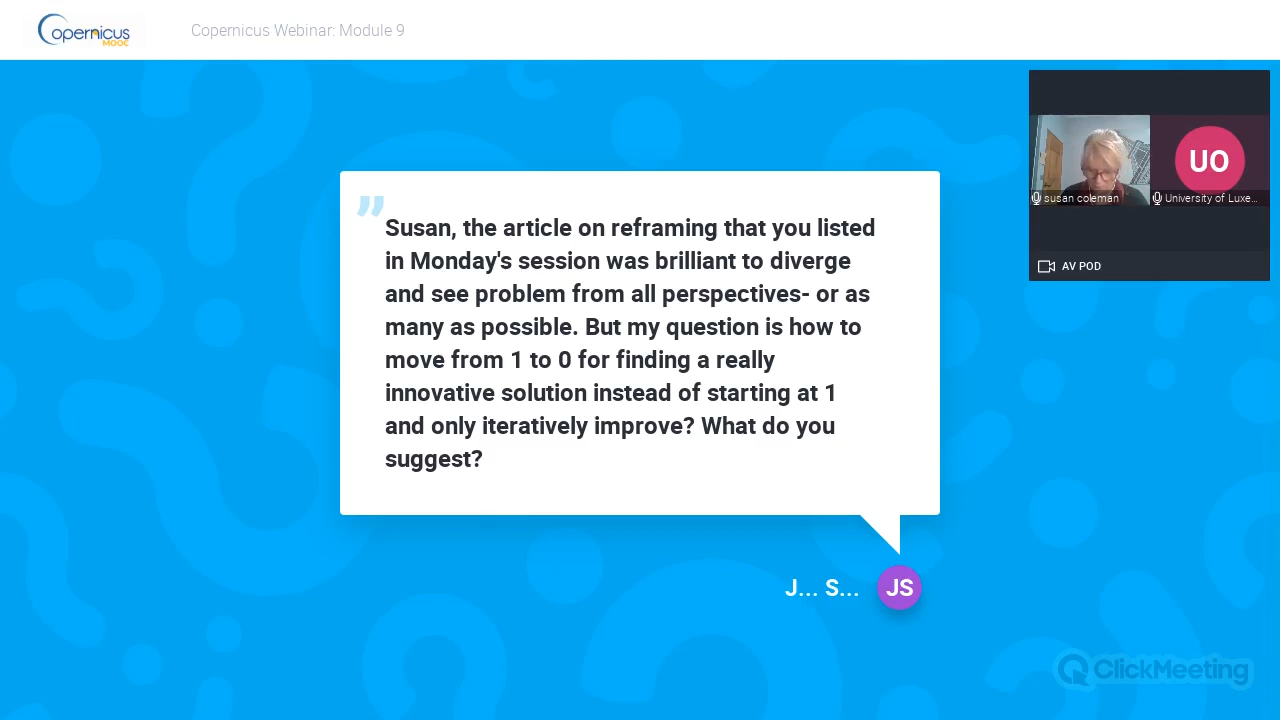 Copernicus
MOOC
Copernicus Webinar: Module 9
Susan, the article on reframing that you listed
in Monday's session was brilliant to diverge
and see problem from all perspectives- or as
many as possible. But my question is how to
move from 1 to 0 for finding a really
innovative solution instead of starting at 1
and only iteratively improve? What do you
suggest?
J... S...
JS
UO
susan coleman
University of Luxe...
AV POD
ClickMeeting